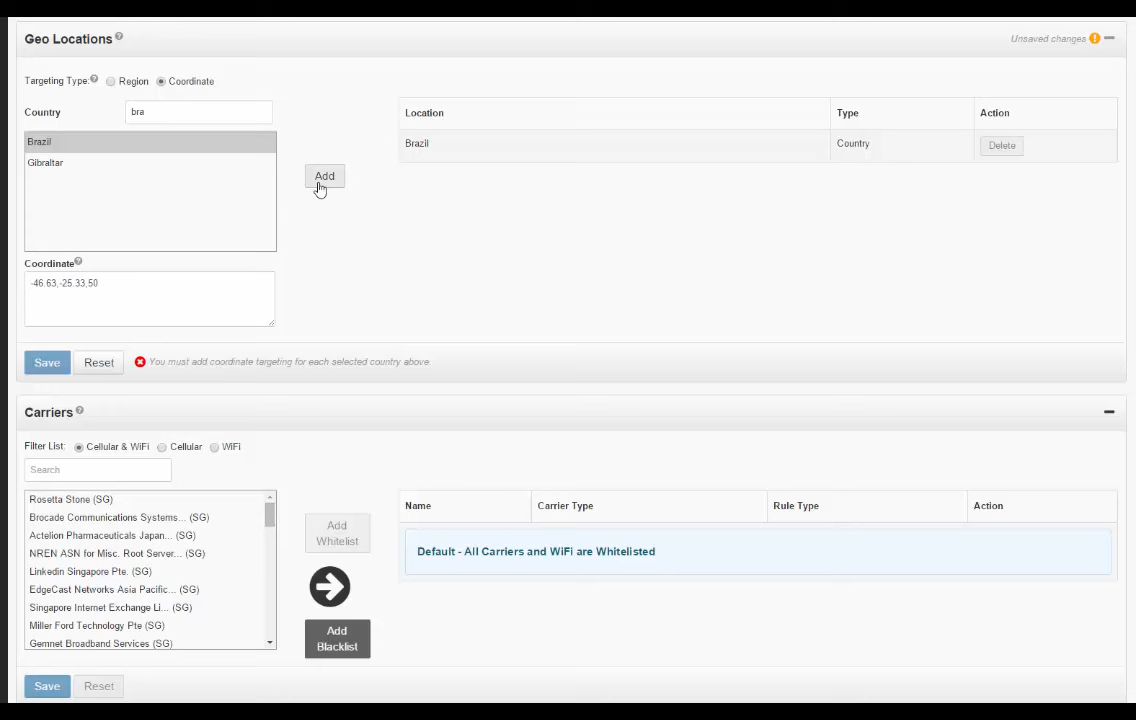 Geo Locations
Unsaved changes
Targeting Type: Region Coordinate
Country bra
Brazil
Gibraltar
Add
Location Type Action
Brazil Country Delete
Coordinate
-46.63,-25.33,50
Save Reset You must add coordinate targeting for each selected country above.
Carriers
Filter List: Cellular & WiFi Cellular WiFi
Search
Rosetta Stone (SG)
Brocade Communications Systems... (SG)
Actelion Pharmaceuticals Japan... (SG)
NREN ASN for Misc. Root Server... (SG)
Linkedin Singapore Pte. (SG)
EdgeCast Networks Asia Pacific... (SG)
Singapore Internet Exchange Li... (SG)
Miller Ford Technology Pte (SG)
Gemnet Broadband Services (SG)
Add
Whitelist
Add
Blacklist
Name Carrier Type Rule Type Action
Default - All Carriers and WiFi are Whitelisted
Save Reset